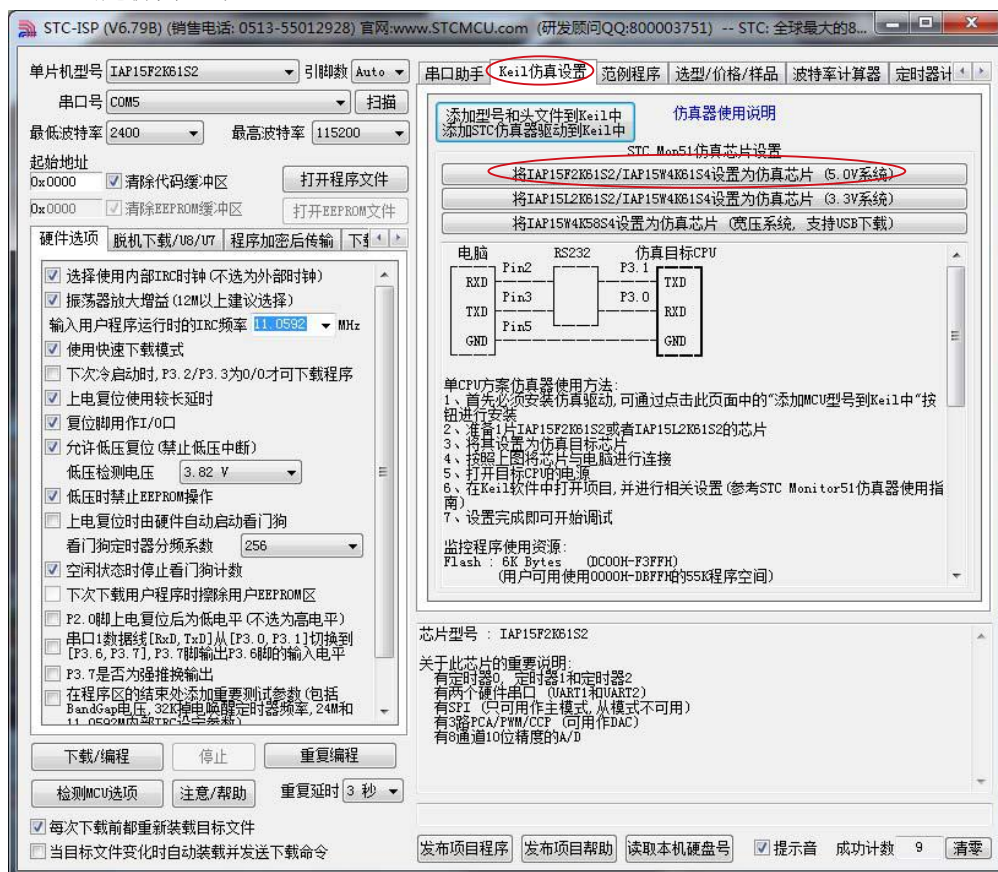 STC-ISP (V6.79B) (销售电话: 0513-55012928) 官网:www.STCMCU.com (研发顾问QQ:800003751) -- STC: 全球最大的8...
单片机型号 IAP15F2K61S2 引脚数 Auto
串口号 COM5 扫描
最低波特率 2400 最高波特率 115200
起始地址
0x0000 清除代码缓冲区 打开程序文件
0x0000 清除EEPROM缓冲区 打开EEPROM文件
硬件选项 脱机下载/U8/U7 程序加密后传输
选择使用内部IRC时钟(不选为外部时钟)
振荡器放大增益(12M以上建议选择)
输入用户程序运行时的IRC频率 11.0592 MHz
使用快速下载模式
下次冷启动时,P3.2/P3.3为0/0才可下载程序
上电复位使用较长延时
复位脚用作I/O口
允许低压复位(禁止低压中断)
低压检测电压 3.82 V
低压时禁止EEPROM操作
上电复位时由硬件自动启动看门狗
看门狗定时器分频系数 256
空闲状态时停止看门狗计数
下次下载用户程序时擦除用户EEPROM区
P2.0脚上电复位后为低电平(不选为高电平)
串口1数据线[RxD,TxD]从[P3.0,P3.1]切换到
[P3.6,P3.7],P3.7脚输出P3.6脚的输入电平
P3.7是否为强推换输出
在程序区的结束处添加重要测试参数(包括
BandGap电压,32K掉电唤醒定时器频率,24M和
11.0592M内部IRC设定参数)
下载/编程 停止 重复编程
检测MCU选项 注意/帮助 重复延时 3 秒
每次下载前都重新装载目标文件
当目标文件变化时自动装载并发送下载命令
串口助手 Keil仿真设置 范例程序 选型/价格/样品 波特率计算器 定时器计
添加型号和头文件到Keil中
添加STC仿真器驱动到Keil中
仿真器使用说明
STC Mon51仿真芯片设置
将IAP15F2K61S2/IAP15W4K61S4设置为仿真芯片 (5.0V系统)
将IAP15L2K61S2/IAP15W4K61S4设置为仿真芯片 (3.3V系统)
将IAP15W4K58S4设置为仿真芯片 (宽压系统, 支持USB下载)
电脑 RS232 仿真目标CPU
Pin2 P3.1
RXD TXD
Pin3 P3.0
TXD RXD
Pin5
GND GND
单CPU方案仿真器使用方法:
1、首先必须安装仿真驱动,可通过点击此页面中的“添加MCU型号到Keil中“按
钮进行安装
2、准备1片IAP15F2K61S2或者IAP15L2K61S2的芯片
3、将其设置为仿真目标芯片
4、按照上图将芯片与电脑进行连接
5、打开目标CPU的电源
6、在Keil软件中打开项目,并进行相关设置(参考STC Monitor51仿真器使用指
南)
7、设置完成即可开始调试
监控程序使用资源:
Flash : 6K Bytes (DC00H-F3FFH)
(用户可用使用0000H-DBFFH的55K程序空间)
芯片型号 : IAP15F2K61S2
关于此芯片的重要说明:
有定时器0, 定时器1和定时器2
有两个硬件串口 (UART1和UART2)
有SPI (只可用作主模式,从模式不可用)
有3路PCA/PWM/CCP (可用作DAC)
有8通道10位精度的A/D
发布项目程序 发布项目帮助 读取本机硬盘号 提示音 成功计数 9 清零